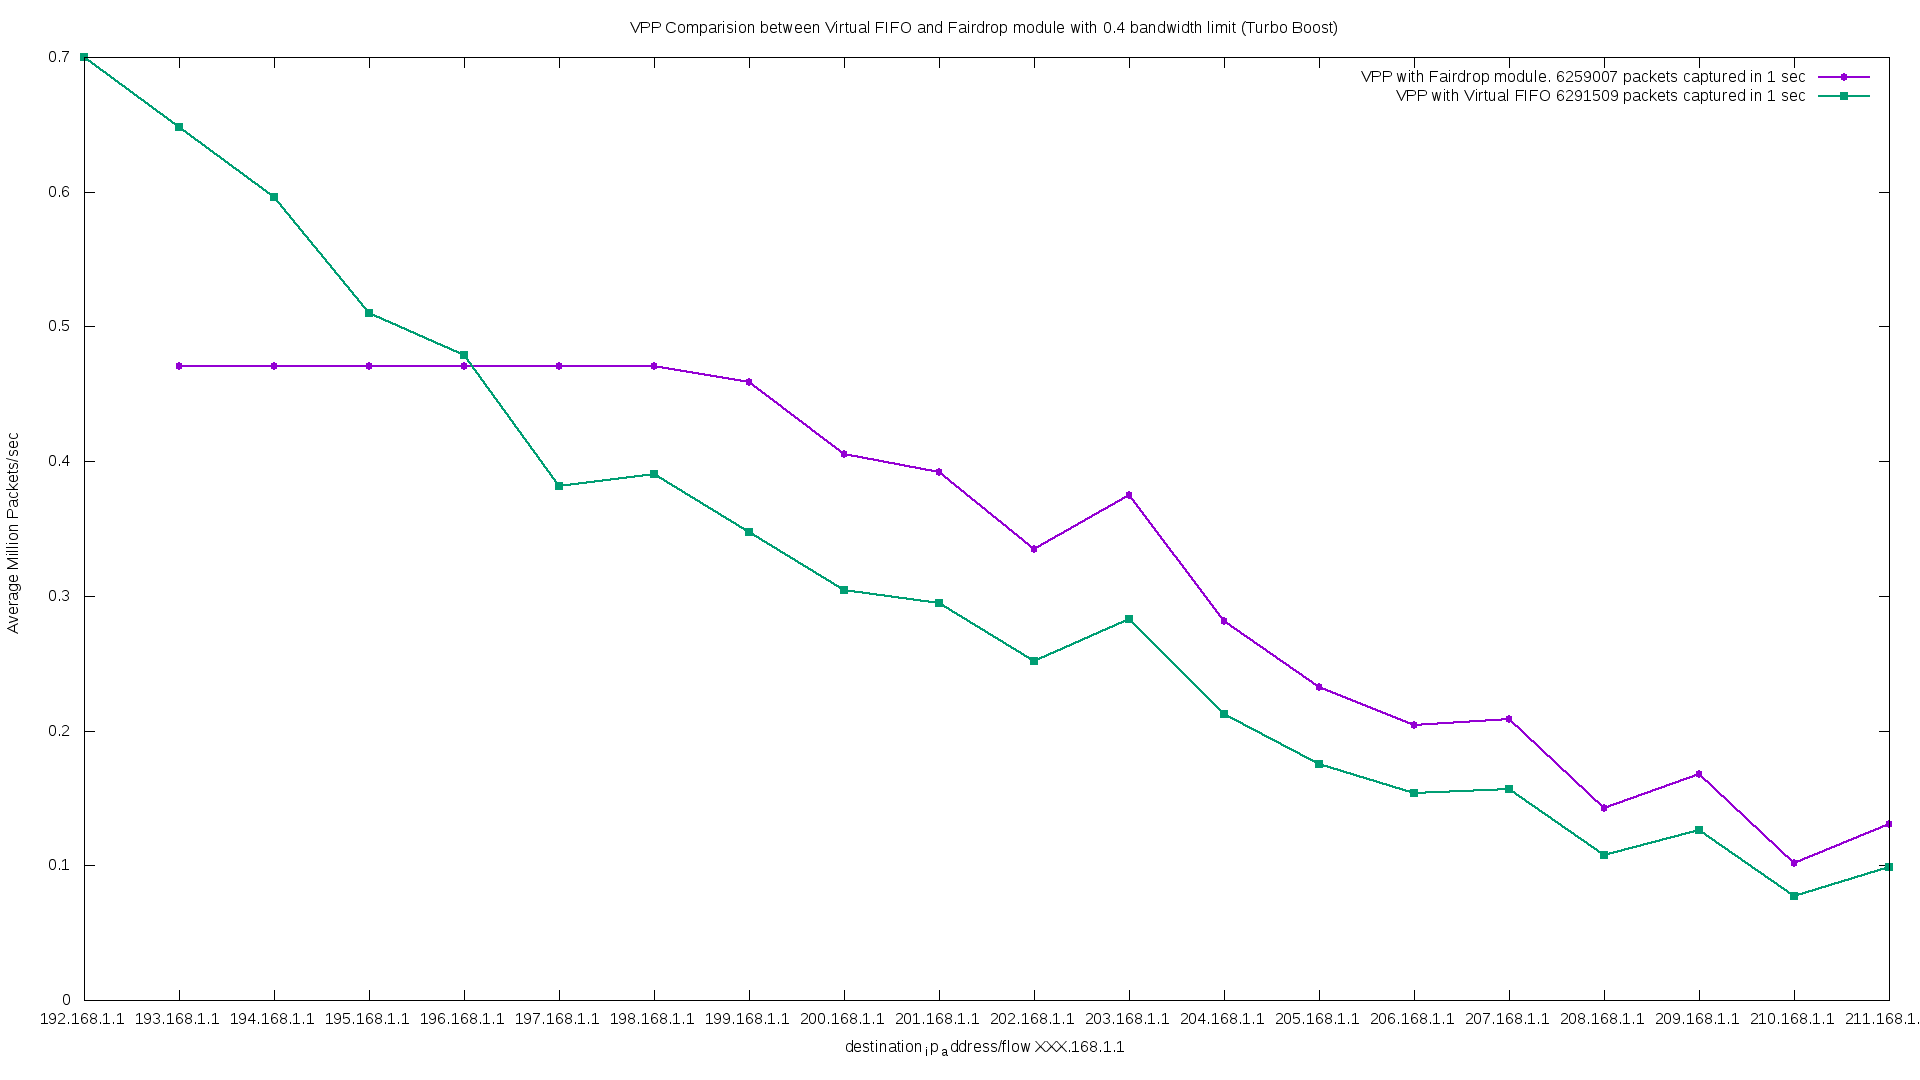 VPP Comparision between Virtual FIFO and Fairdrop module with 0.4 bandwidth limit (Turbo Boost)
VPP with Fairdrop module. 6259007 packets captured in 1 sec
VPP with Virtual FIFO 6291509 packets captured in 1 sec
Average Million Packets/sec
0.7
0.6
0.5
0.4
0.3
0.2
0.1
0
192.168.1.1 193.168.1.1 194.168.1.1 195.168.1.1 196.168.1.1 197.168.1.1 198.168.1.1 199.168.1.1 200.168.1.1 201.168.1.1 202.168.1.1 203.168.1.1 204.168.1.1 205.168.1.1 206.168.1.1 207.168.1.1 208.168.1.1 209.168.1.1 210.168.1.1 211.168.1.
destinationipaddress/flow XXX.168.1.1